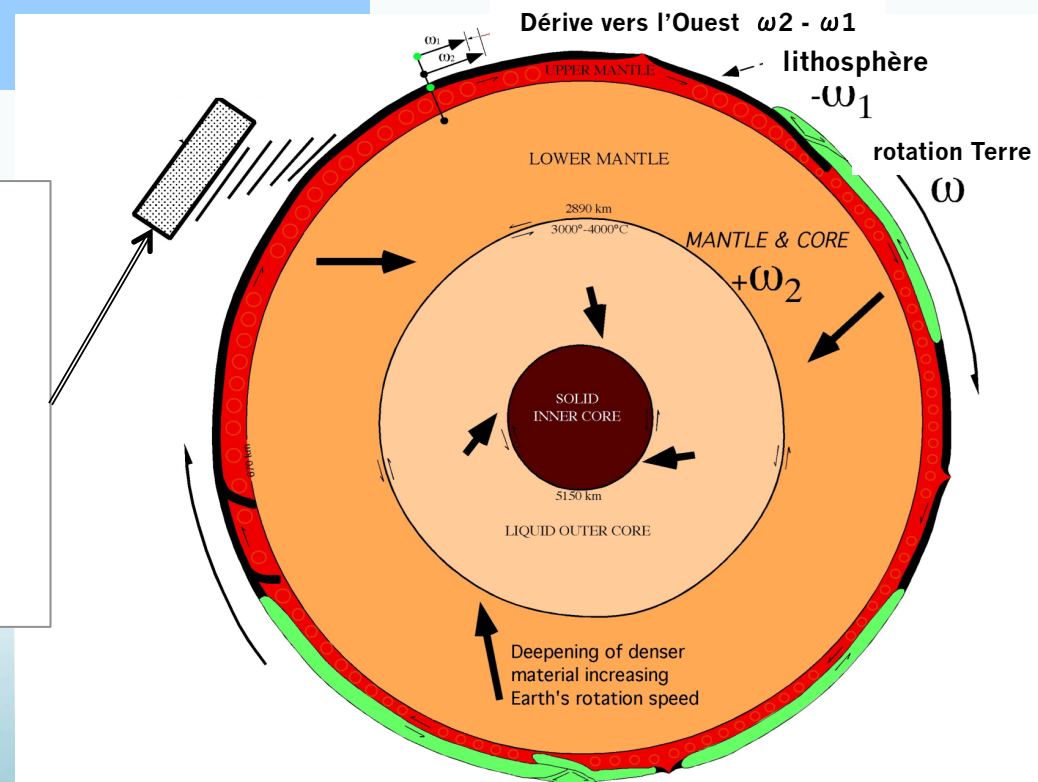 Dérive vers l'Ouest ω2 - ω1
ω1
ω2
UPPER MANTLE
lithosphère
-ω1
rotation Terre
ω
LOWER MANTLE
2890 km
3000°-4000°C
MANTLE & CORE
+ω2
SOLID
INNER CORE
670 km
5150 km
LIQUID OUTER CORE
Deepening of denser
material increasing
Earth's rotation speed